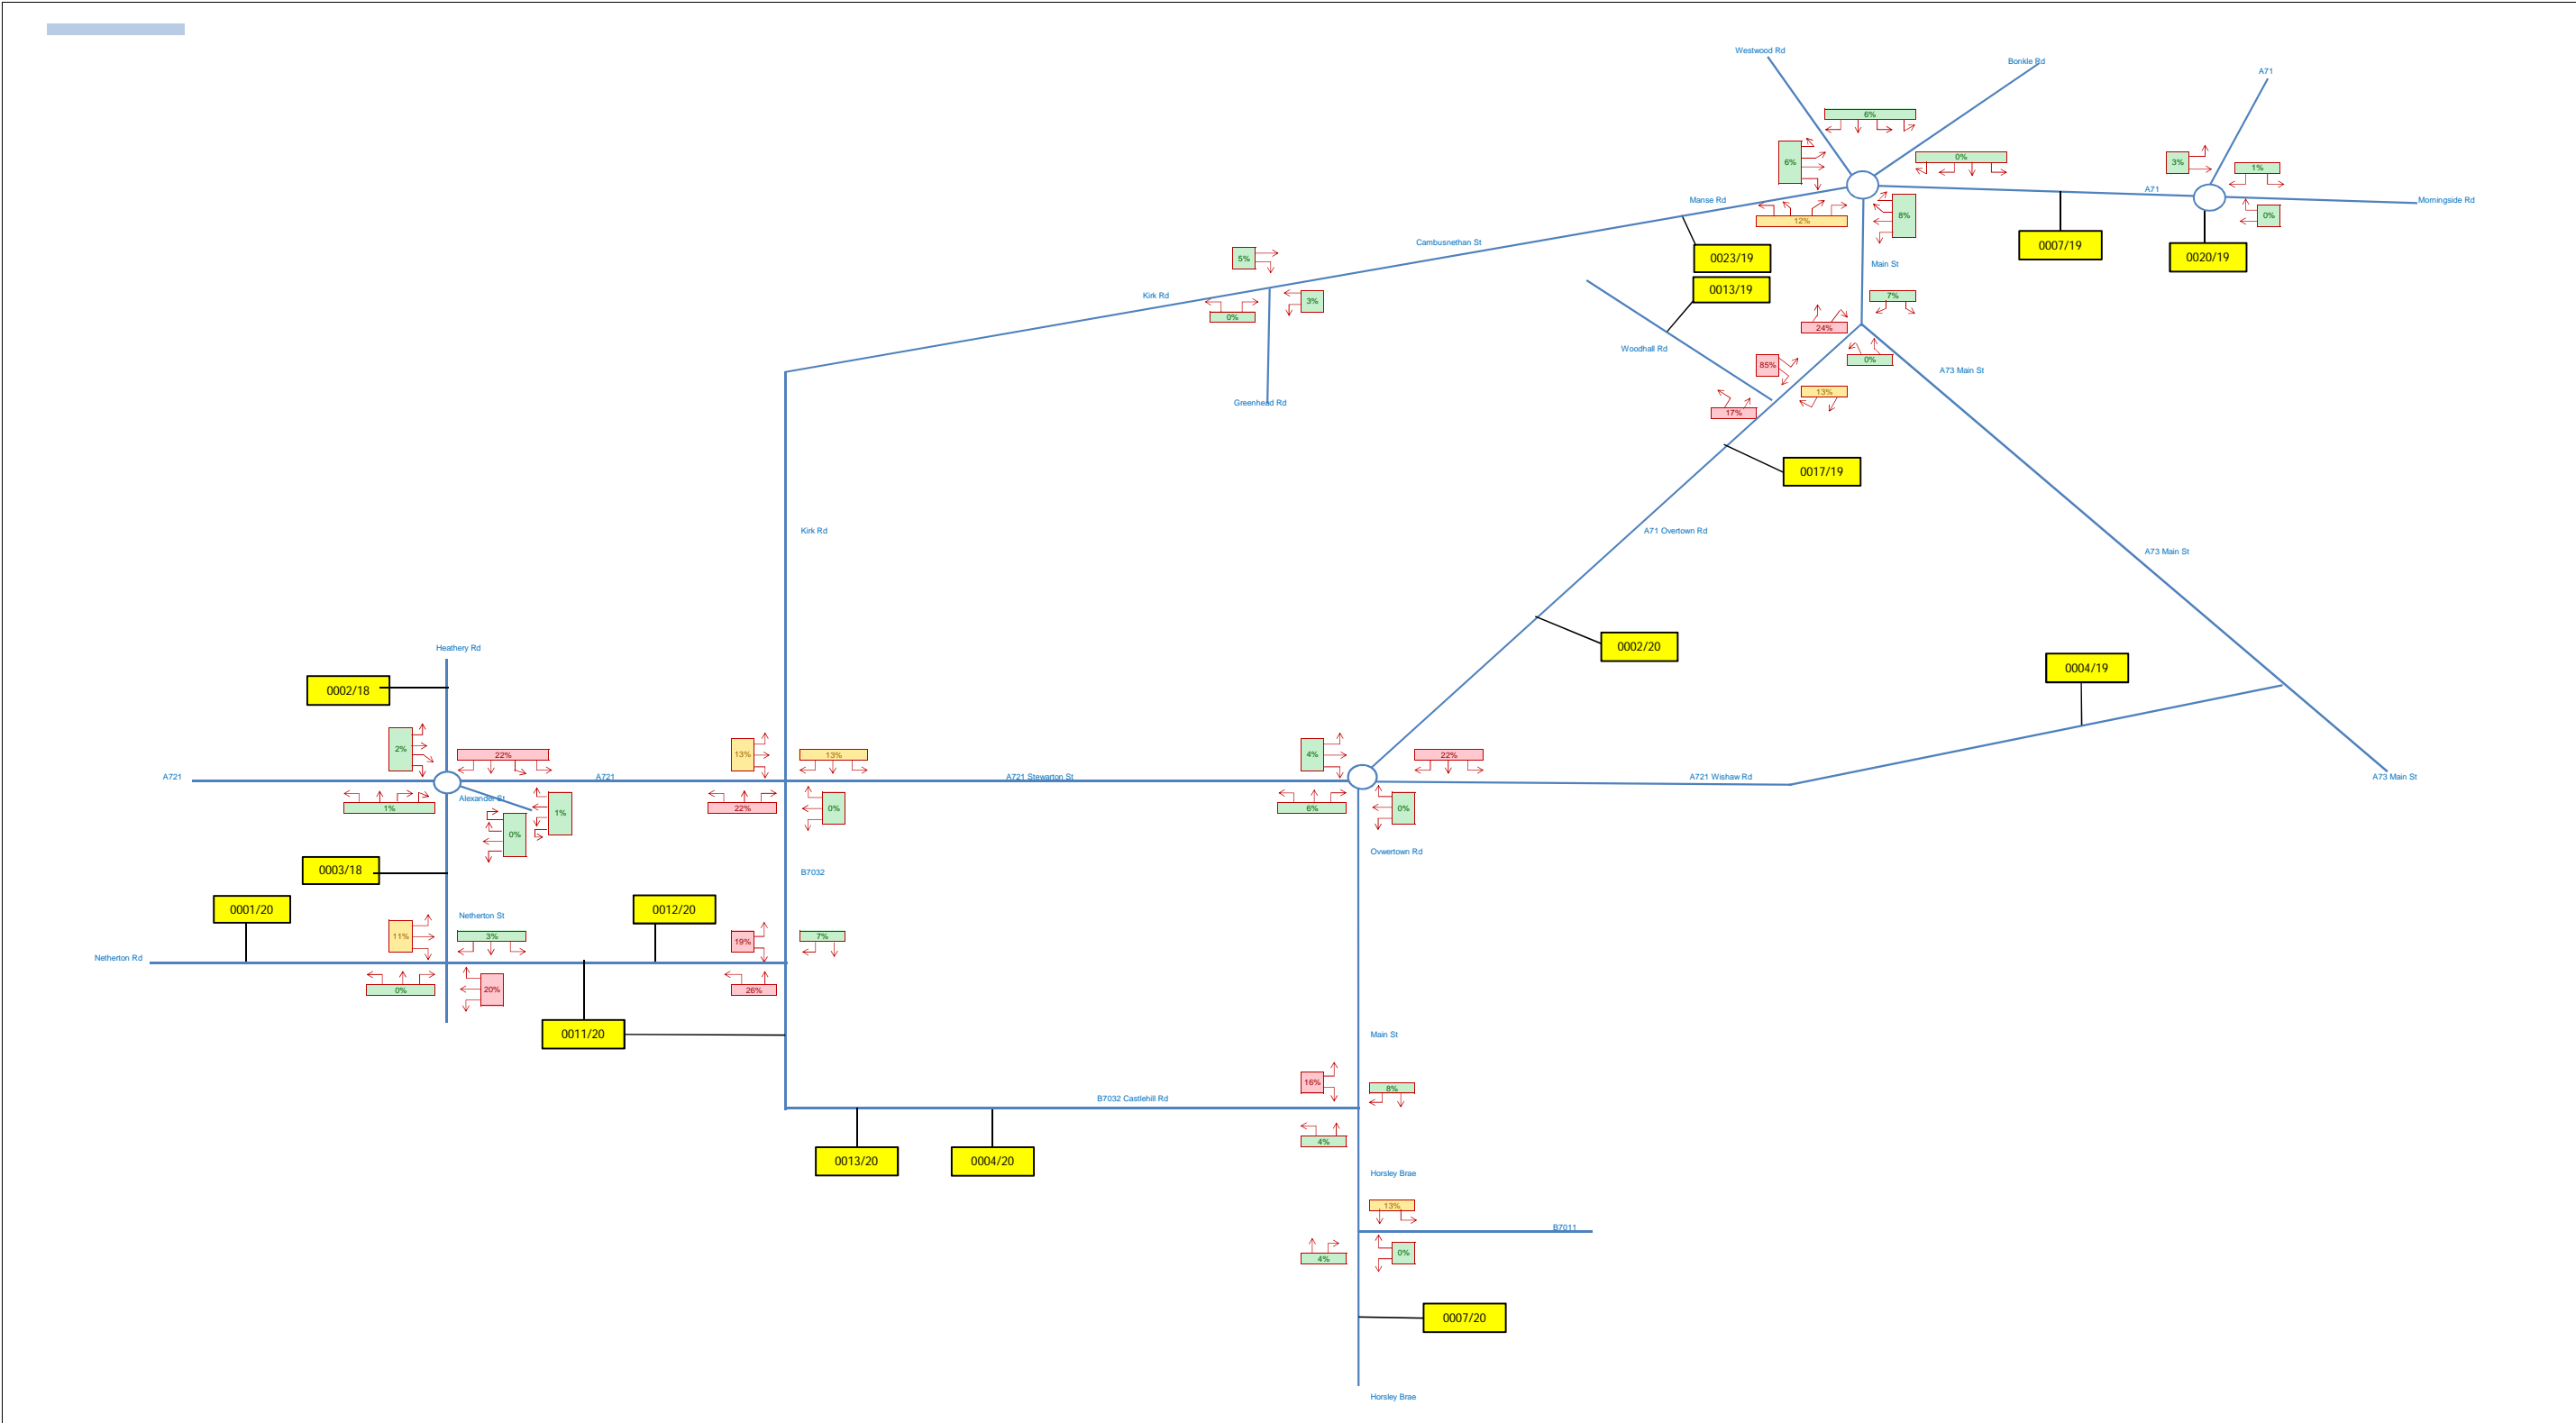 Westwood Rd
Bonkle Rd
A71
6%
6%
0%
3%
1%
A71
Manse Rd
12%
8%
Morningside Rd
0%
0023/19
0007/19
0020/19
Cambusnethan St
5%
Main St
0013/19
Kirk Rd
3%
0%
7%
24%
Woodhall Rd
0%
85%
A73 Main St
13%
17%
Greenhead Rd
0017/19
Kirk Rd
A71 Overtown Rd
A73 Main St
Heathery Rd
0002/20
0004/19
0002/18
2%
22%
13%
13%
4%
22%
A721
A721
A721 Stewarton St
A721 Wishaw Rd
A73 Main St
Alexander St
1%
1%
22%
0%
6%
0%
0%
Ovwertown Rd
0003/18
B7032
0001/20
0012/20
Netherton St
11%
3%
19%
7%
Netherton Rd
0%
20%
26%
0011/20
Main St
16%
8%
B7032 Castlehill Rd
4%
0013/20
0004/20
Horsley Brae
13%
B7011
4%
0%
0007/20
Horsley Brae